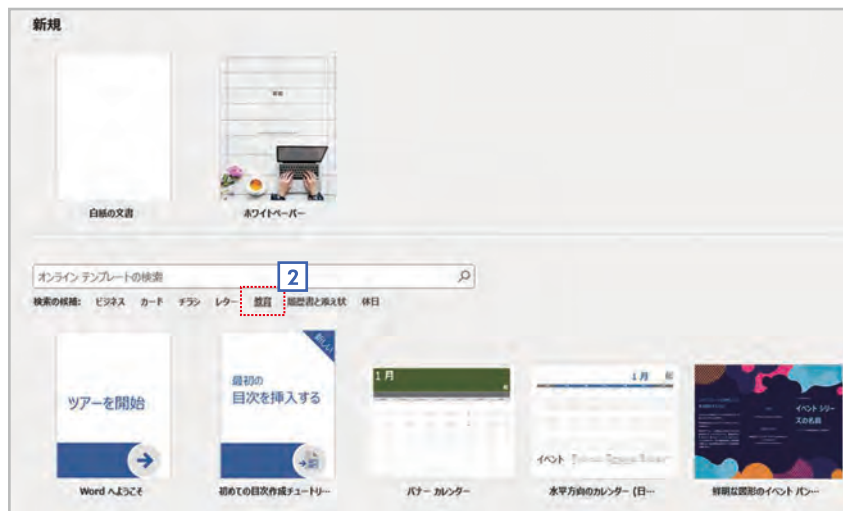 新規
白紙の文書
ホワイトペーパー
オンライン テンプレートの検索
2
検索の候補: ビジネス カード チラシ レター 教育 履歴書と添え状 休日
ツアーを開始
最初の
目次を挿入する
新しい!
1 月
1 月
イベント
イベント シリー
ズの名前
Word へようこそ
初めての目次作成チュートリ…
バナー カレンダー
水平方向のカレンダー (日…
鮮明な図形のイベント パン…